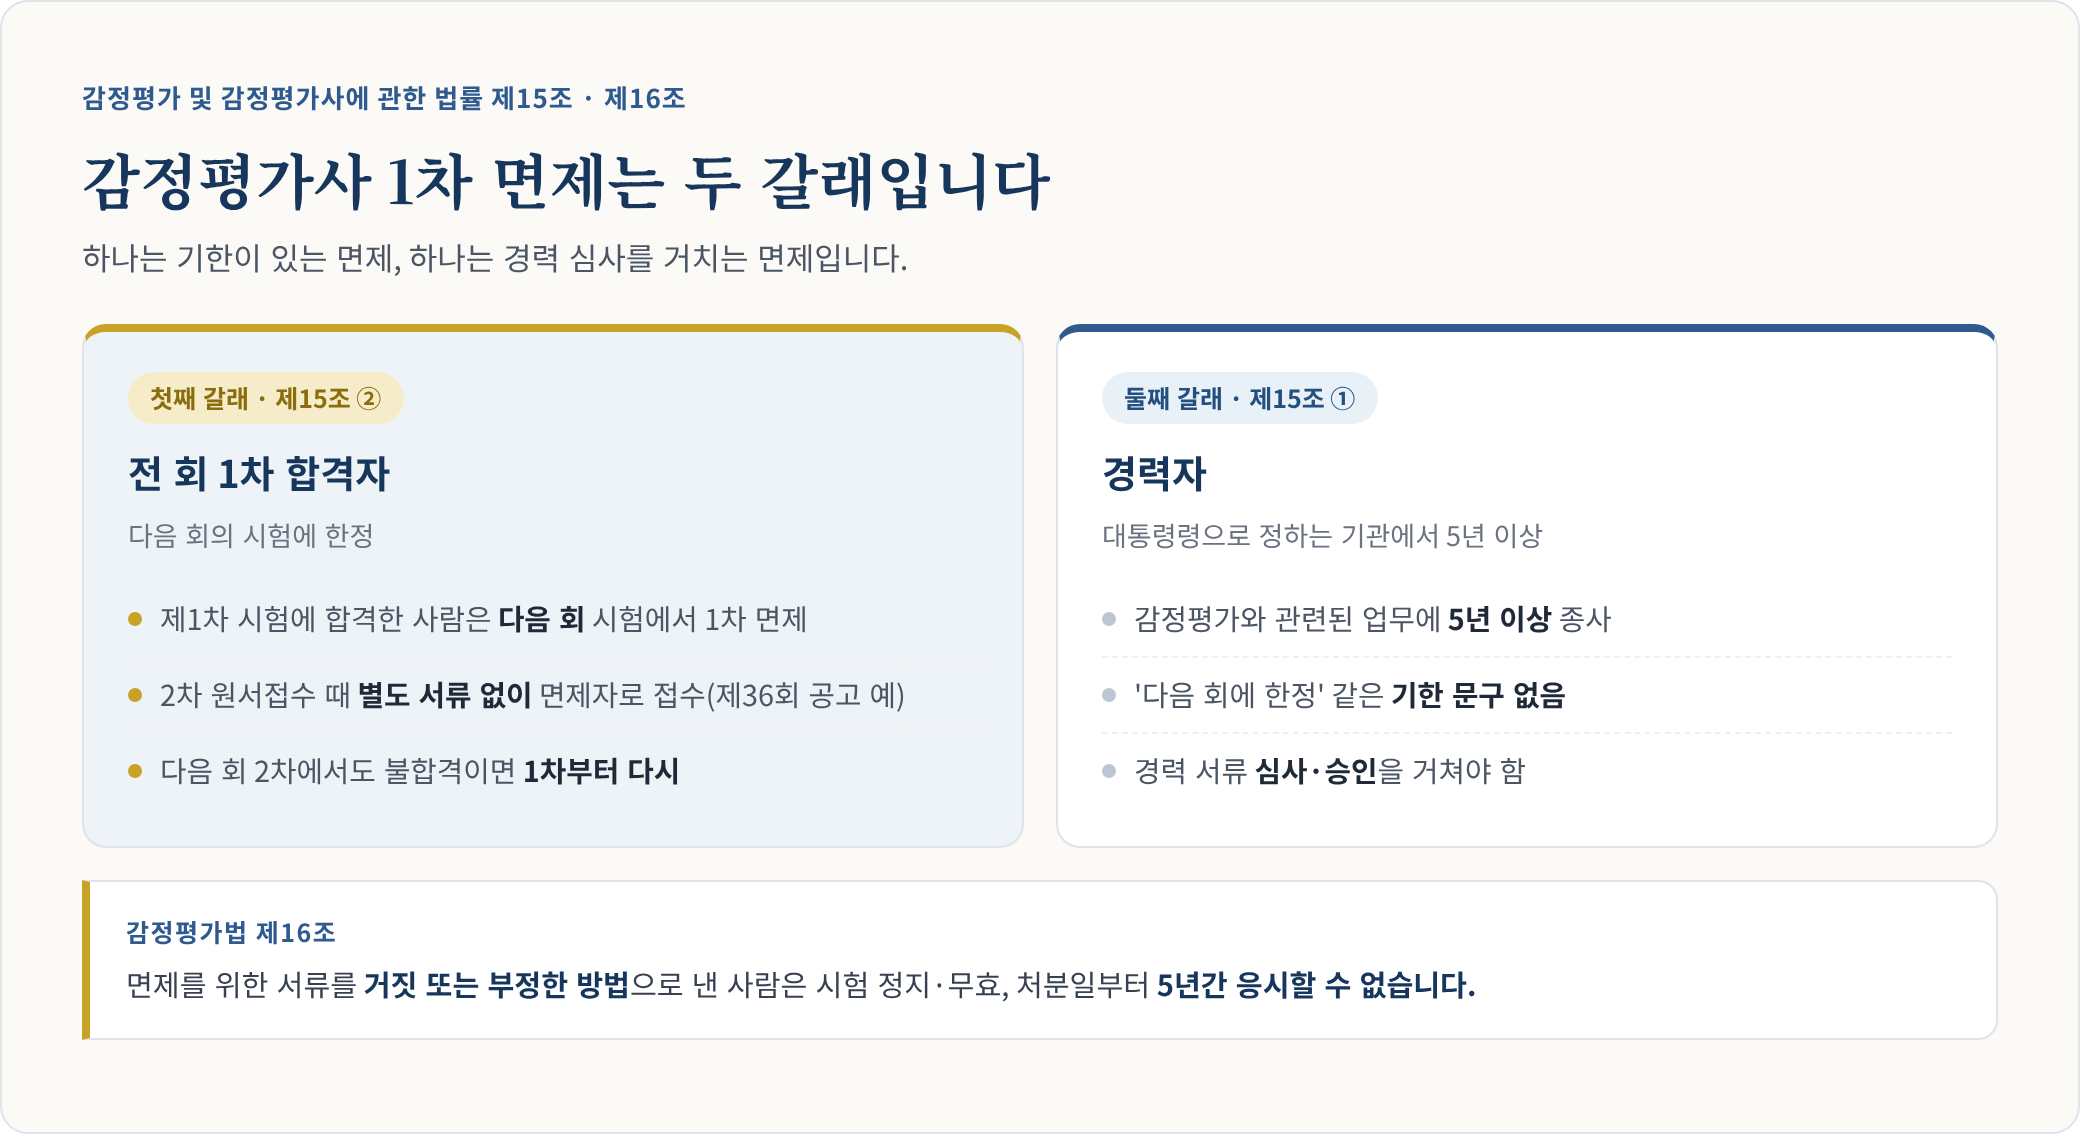 감정평가 및 감정평가사에 관한 법률 제15조 · 제16조
감정평가사 1차 면제는 두 갈래입니다
하나는 기한이 있는 면제, 하나는 경력 심사를 거치는 면제입니다.
첫째 갈래 · 제15조 ②
전 회 1차 합격자
다음 회의 시험에 한정
제1차 시험에 합격한 사람은 다음 회 시험에서 1차 면제
2차 원서접수 때 별도 서류 없이 면제자로 접수(제36회 공고 예)
다음 회 2차에서도 불합격이면 1차부터 다시
둘째 갈래 · 제15조 ①
경력자
대통령령으로 정하는 기관에서 5년 이상
감정평가와 관련된 업무에 5년 이상 종사
'다음 회에 한정' 같은 기한 문구 없음
경력 서류 심사·승인을 거쳐야 함
감정평가법 제16조
면제를 위한 서류를 거짓 또는 부정한 방법으로 낸 사람은 시험 정지·무효, 처분일부터 5년간 응시할 수 없습니다.